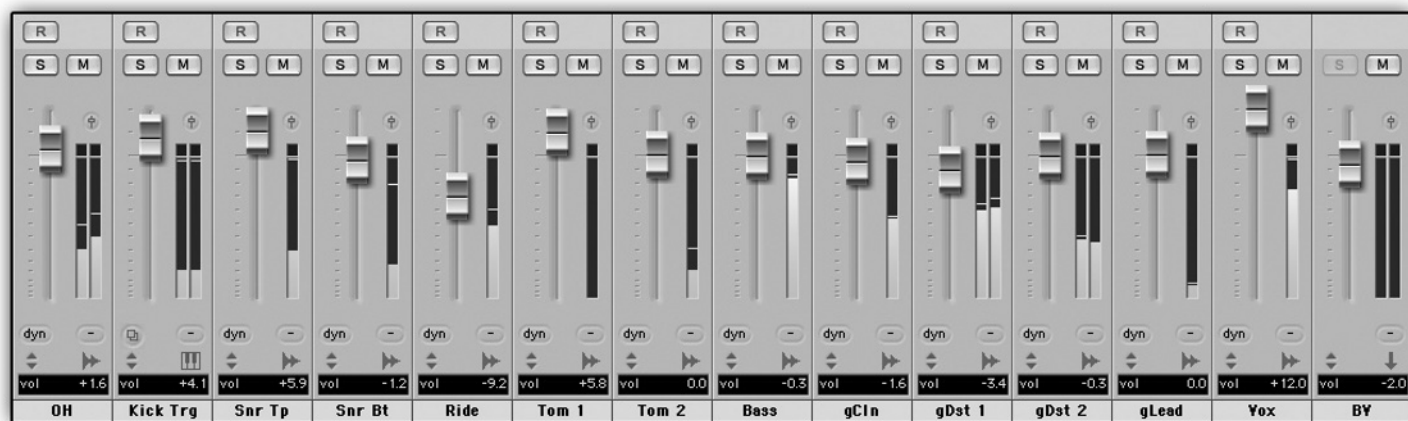 R R R R R R R R R R R R R
S M S M S M S M S M S M S M S M S M S M S M S M S M S M
dyn - - dyn - dyn - dyn - dyn - dyn - dyn - dyn - dyn - dyn - dyn - dyn - -
vol +1.6 vol +4.1 vol +5.9 vol -1.2 vol -9.2 vol +5.8 vol 0.0 vol -0.3 vol -1.6 vol -3.4 vol -0.3 vol 0.0 vol +12.0 vol -2.0
OH Kick Trg Snr Tp Snr Bt Ride Tom 1 Tom 2 Bass gCln gDst 1 gDst 2 gLead Vox BV